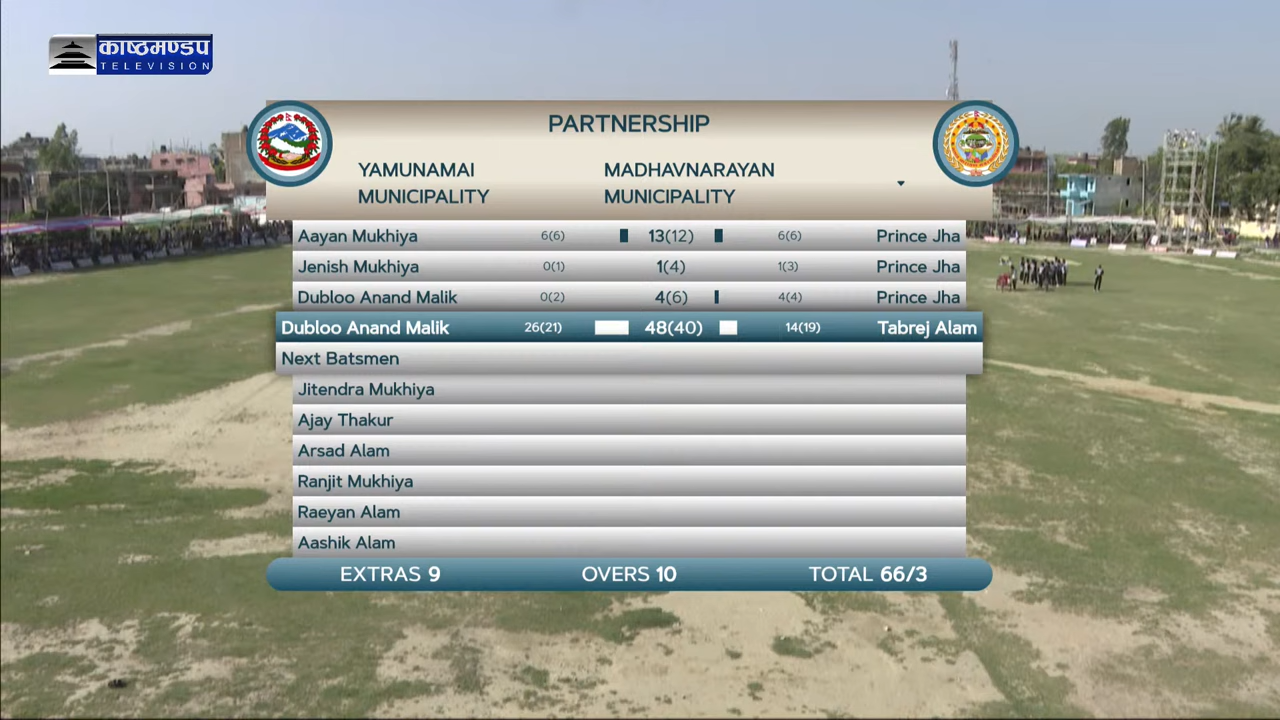 काष्ठमण्डप
TELEVISION
PARTNERSHIP
YAMUNAMAI MUNICIPALITY
MADHAVNARAYAN MUNICIPALITY
Aayan Mukhiya 6(6) 13(12) 6(6) Prince Jha
Jenish Mukhiya 0(1) 1(4) 1(3) Prince Jha
Dubloo Anand Malik 0(2) 4(6) 4(4) Prince Jha
Dubloo Anand Malik 26(21) 48(40) 14(19) Tabrej Alam
Next Batsmen
Jitendra Mukhiya
Ajay Thakur
Arsad Alam
Ranjit Mukhiya
Raeyan Alam
Aashik Alam
EXTRAS 9 OVERS 10 TOTAL 66/3